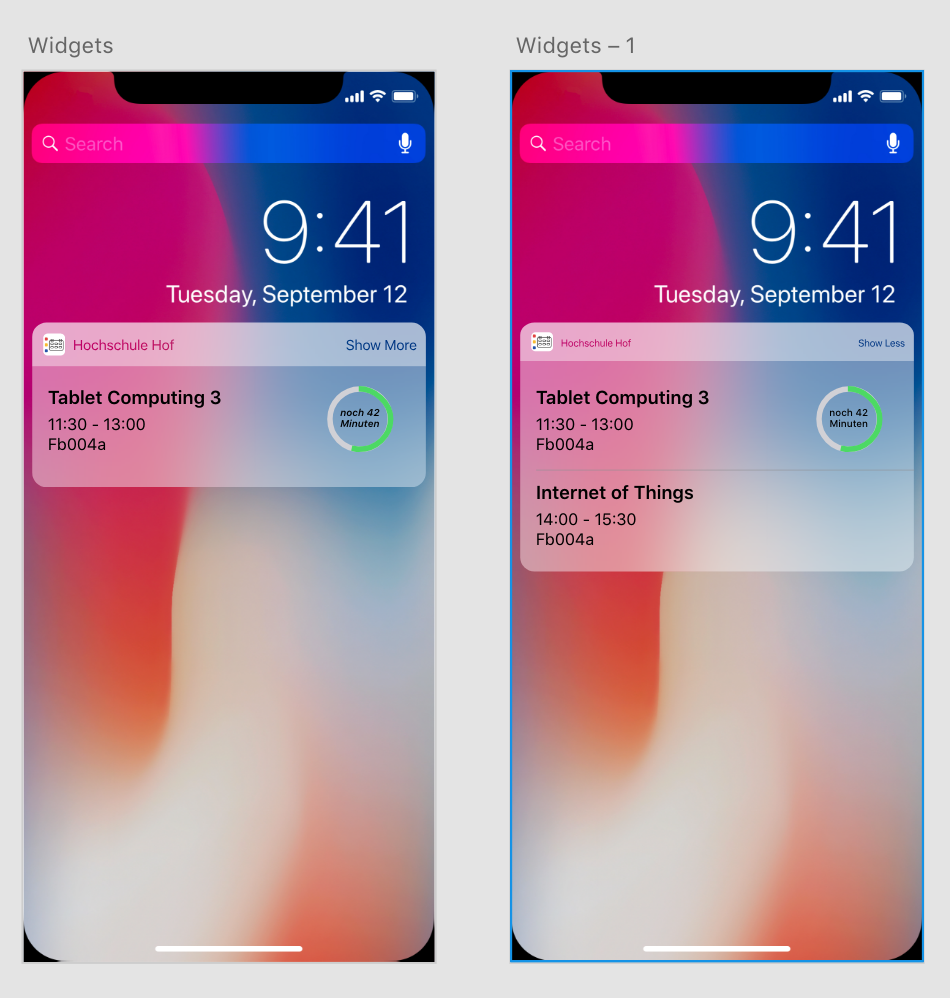 Widgets
Search
9:41
Tuesday, September 12
Hochschule Hof
Show More
Tablet Computing 3
11:30 - 13:00
Fb004a
noch 42
Minuten
Widgets – 1
Search
9:41
Tuesday, September 12
Hochschule Hof
Show Less
Tablet Computing 3
11:30 - 13:00
Fb004a
noch 42
Minuten
Internet of Things
14:00 - 15:30
Fb004a